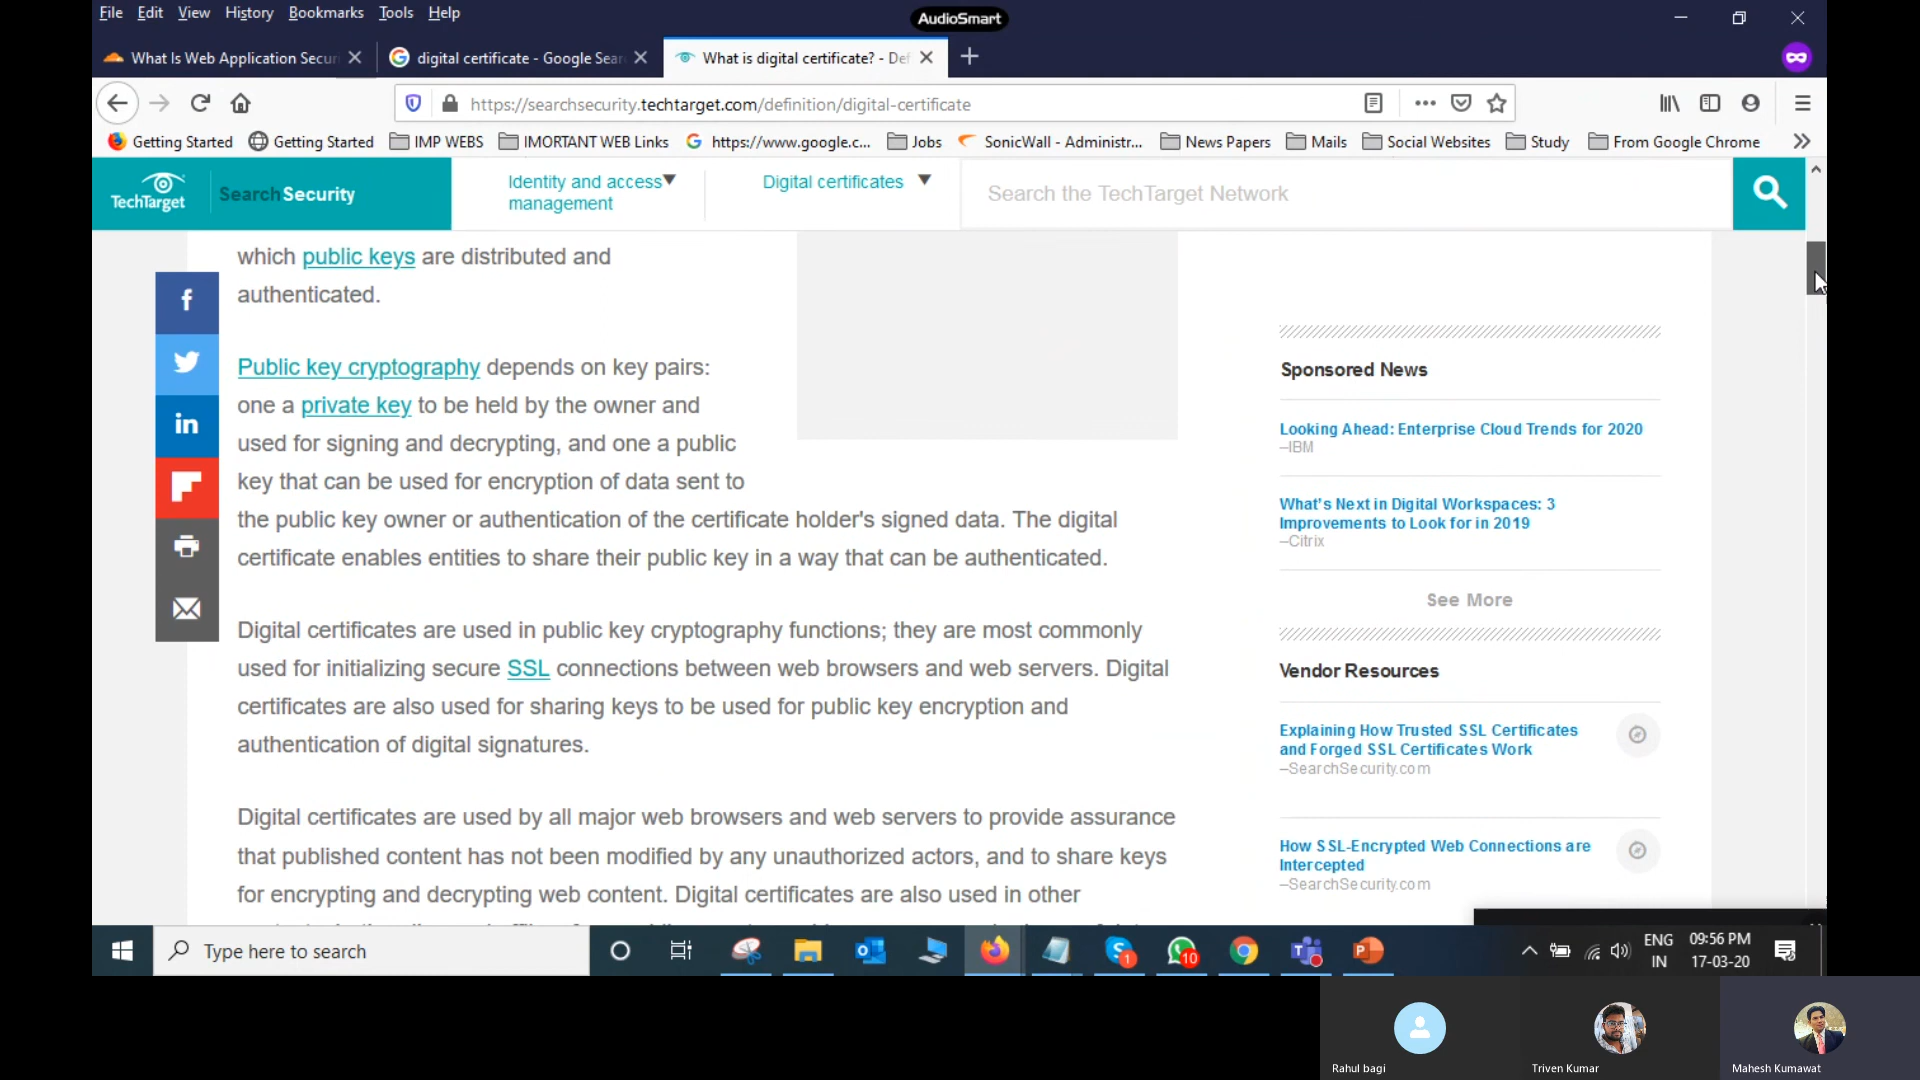 File Edit View History Bookmarks Tools Help
AudioSmart
What Is Web Application Secur
digital certificate - Google Sear
What is digital certificate? - Def
https://searchsecurity.techtarget.com/definition/digital-certificate
Getting Started
Getting Started
IMP WEBS
IMORTANT WEB Links
https://www.google.c...
Jobs
SonicWall - Administr...
News Papers
Mails
Social Websites
Study
From Google Chrome
TechTarget
SearchSecurity
Identity and access
management
Digital certificates
Search the TechTarget Network
which public keys are distributed and
authenticated.
Public key cryptography depends on key pairs:
one a private key to be held by the owner and
used for signing and decrypting, and one a public
key that can be used for encryption of data sent to
the public key owner or authentication of the certificate holder's signed data. The digital
certificate enables entities to share their public key in a way that can be authenticated.
Digital certificates are used in public key cryptography functions; they are most commonly
used for initializing secure SSL connections between web browsers and web servers. Digital
certificates are also used for sharing keys to be used for public key encryption and
authentication of digital signatures.
Digital certificates are used by all major web browsers and web servers to provide assurance
that published content has not been modified by any unauthorized actors, and to share keys
for encrypting and decrypting web content. Digital certificates are also used in other
Sponsored News
Looking Ahead: Enterprise Cloud Trends for 2020
–IBM
What's Next in Digital Workspaces: 3
Improvements to Look for in 2019
–Citrix
See More
Vendor Resources
Explaining How Trusted SSL Certificates
and Forged SSL Certificates Work
–SearchSecurity.com
How SSL-Encrypted Web Connections are
Intercepted
–SearchSecurity.com
Type here to search
1
10
ENG
IN
09:56 PM
17-03-20
Rahul bagi
Triven Kumar
Mahesh Kumawat